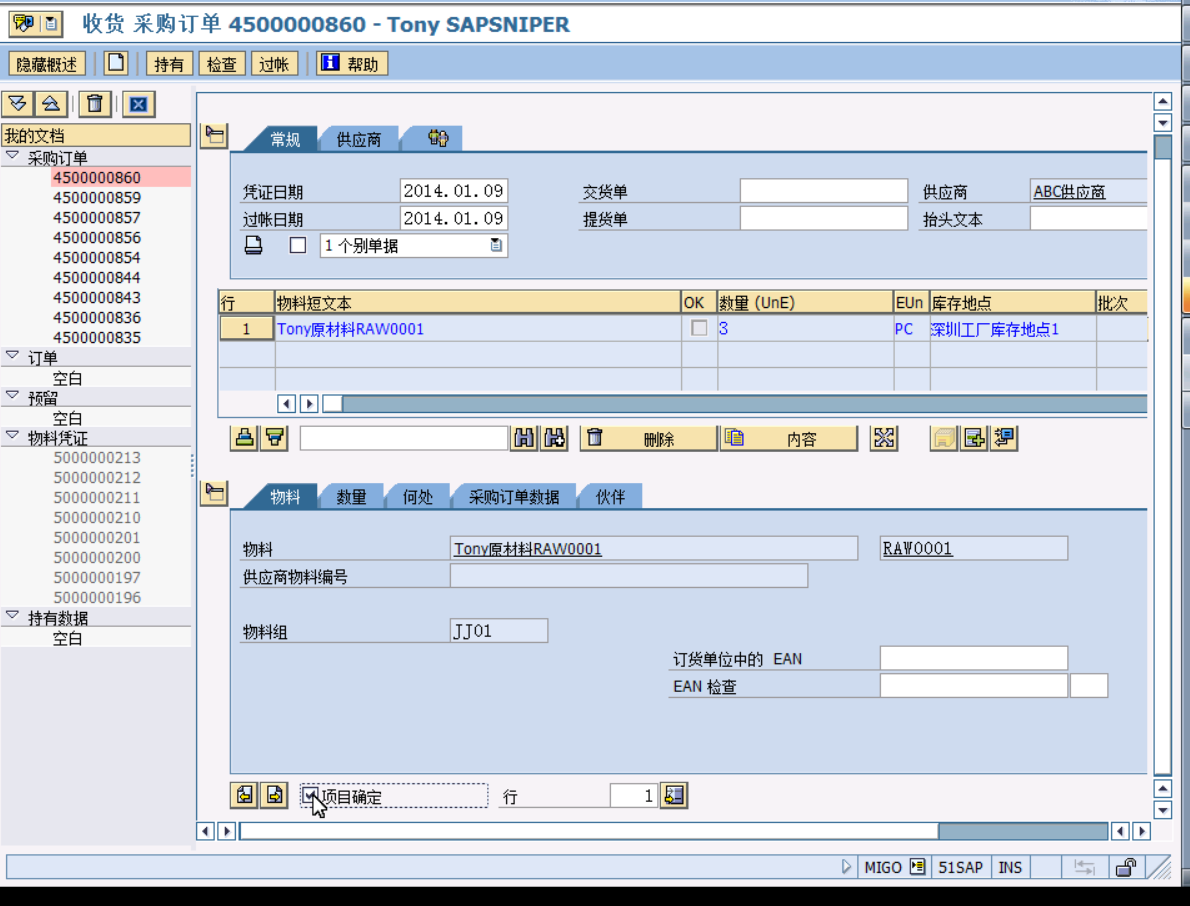 收货 采购订单 4500000860 - Tony SAPSNIPER
隐藏概述 持有 检查 过帐 帮助
我的文档
采购订单
4500000860
4500000859
4500000857
4500000856
4500000854
4500000844
4500000843
4500000836
4500000835
订单
空白
预留
空白
物料凭证
5000000213
5000000212
5000000211
5000000210
5000000201
5000000200
5000000197
5000000196
持有数据
空白
常规 供应商
凭证日期 2014.01.09 交货单 供应商 ABC供应商
过帐日期 2014.01.09 提货单 抬头文本
1 个别单据
行 物料短文本 OK 数量 (UnE) EUn 库存地点 批次
1 Tony原材料RAW0001 3 PC 深圳工厂库存地点1
删除 内容
物料 数量 何处 采购订单数据 伙伴
物料 Tony原材料RAW0001 RAW0001
供应商物料编号
物料组 JJ01
订货单位中的 EAN
EAN 检查
项目确定 行 1
MIGO 51SAP INS